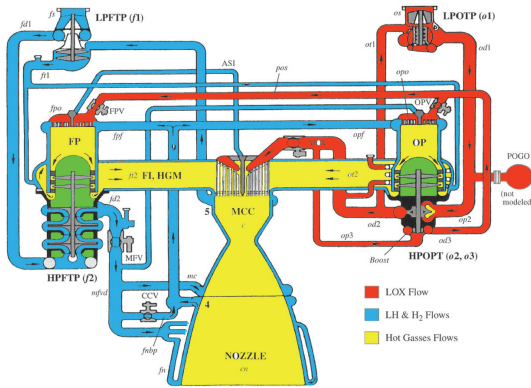 LPFTP (f1)
LPOTP (o1)
fd1
fs
os
ot1
od1
ft1
ASI
pos
fpo
FPV
opo
OPV
FP
fpf
opf
OP
POGO
(not
modeled)
ft2
FI, HGM
ot2
fd2
5
MCC
c
od2
op2
op3
od3
MFV
HPFTP (f2)
Boost
HPOPT (o2, o3)
mfvd
CCV
mc
4
fnbp
fn
NOZZLE
cn
LOX Flow
LH & H2 Flows
Hot Gasses Flows